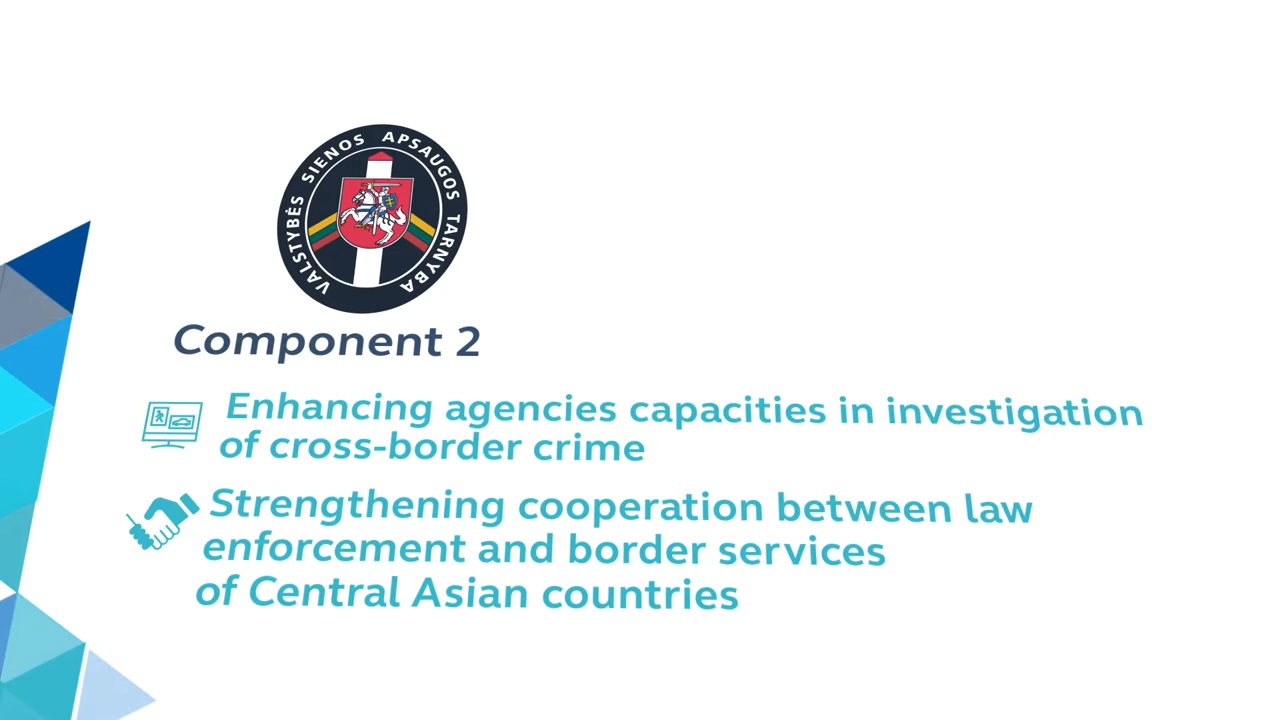 VALSTYBĖS SIENOS APSAUGOS TARNYBA
Component 2
Enhancing agencies capacities in investigation
of cross-border crime
Strengthening cooperation between law
enforcement and border services
of Central Asian countries